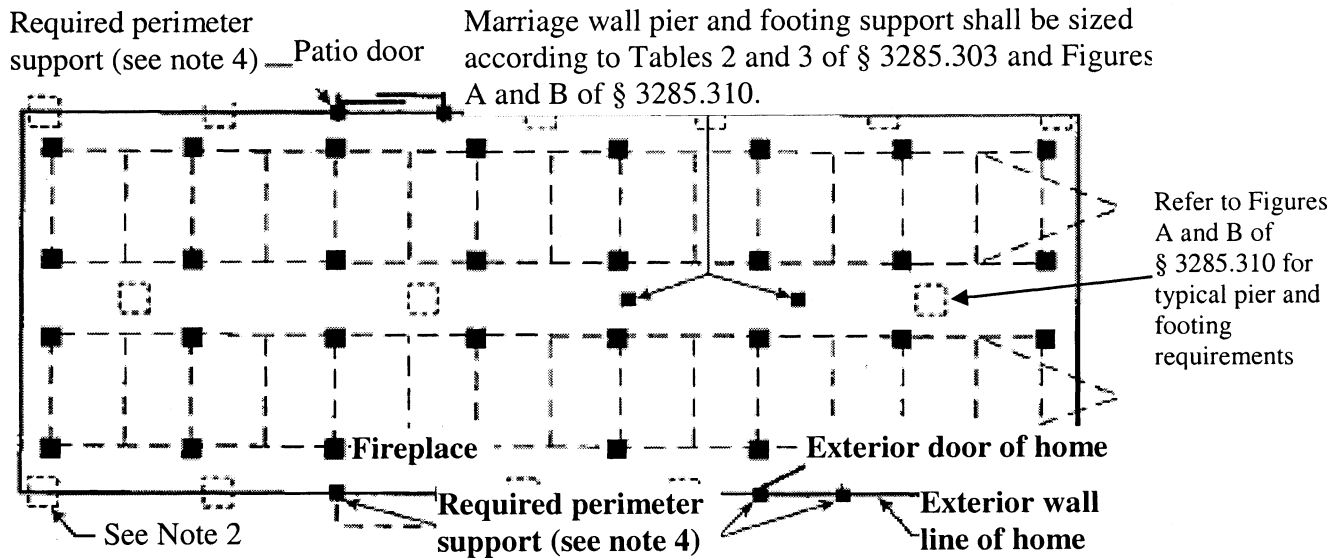 Required perimeter
support (see note 4)
Patio door
Marriage wall pier and footing support shall be sized
according to Tables 2 and 3 of § 3285.303 and Figures
A and B of § 3285.310.
Refer to Figures
A and B of
§ 3285.310 for
typical pier and
footing
requirements
Fireplace
Exterior door of home
Required perimeter
support (see note 4)
Exterior wall
line of home
See Note 2